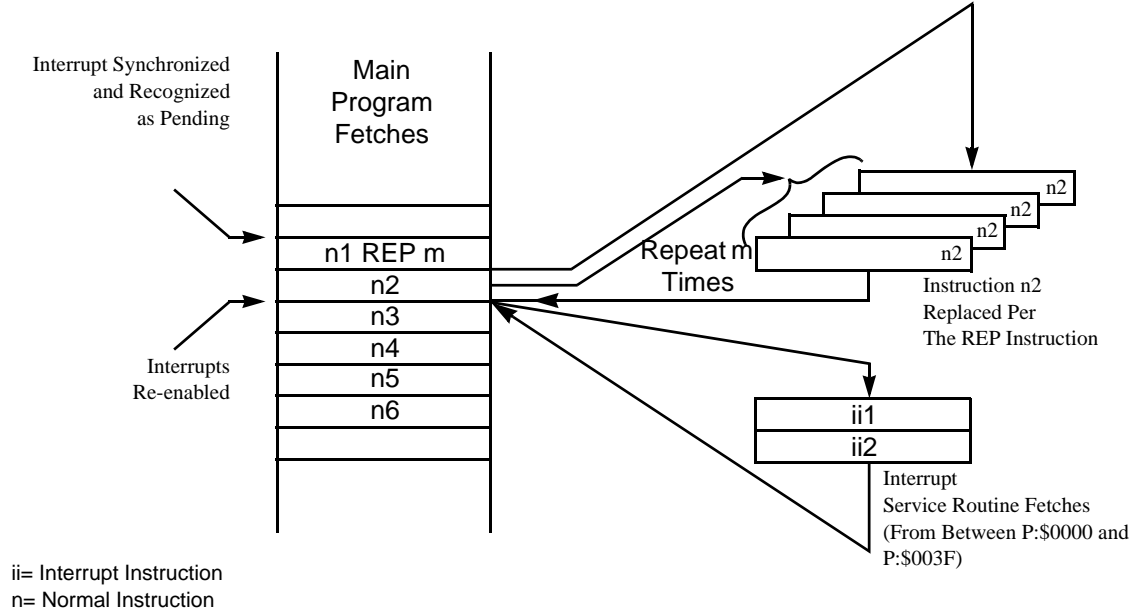 Interrupt Synchronized
and Recognized
as Pending
Main
Program
Fetches
n1 REP m
n2
n3
n4
n5
n6
Interrupts
Re-enabled
Repeat m
Times
n2
n2
n2
n2
Instruction n2
Replaced Per
The REP Instruction
ii1
ii2
Interrupt
Service Routine Fetches
(From Between P:$0000 and
P:$003F)
ii= Interrupt Instruction
n= Normal Instruction